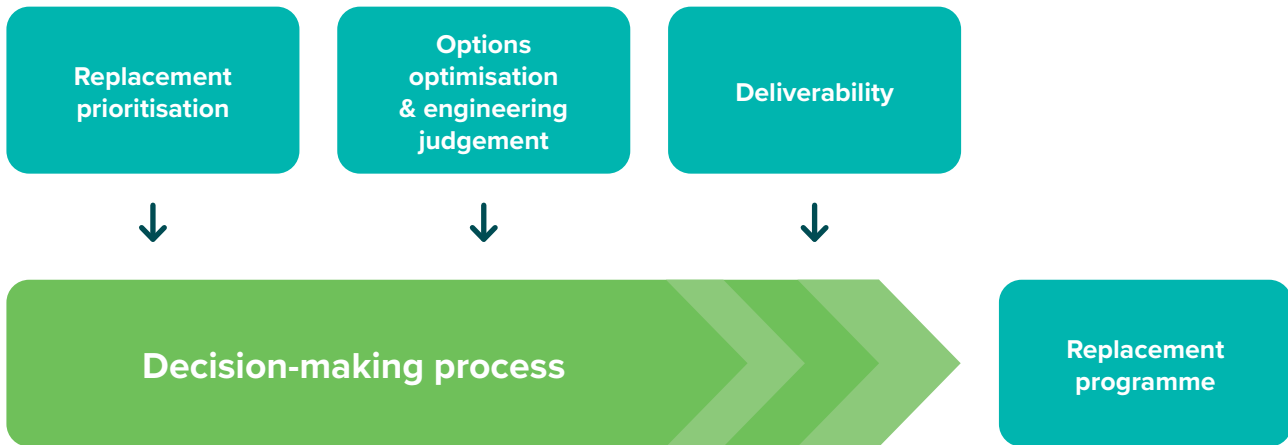 Replacement
prioritisation
Options
optimisation
& engineering
judgement
Deliverability
Decision-making process
Replacement
programme